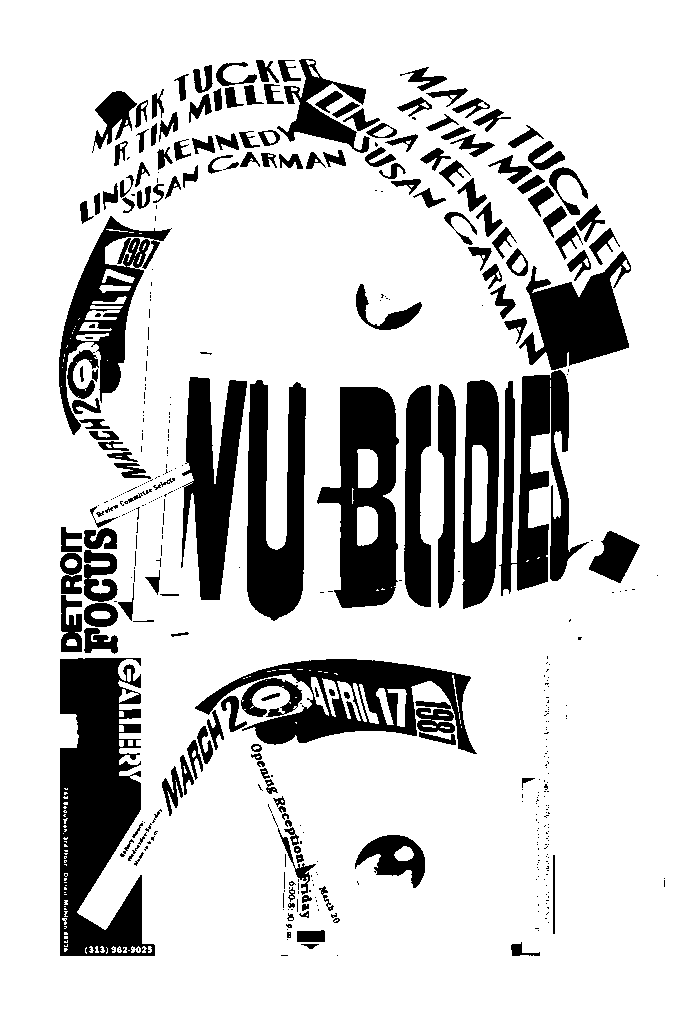 MARK TUCKER
R. TIM MILLER
LINDA KENNEDY
SUSAN CARMAN
MARK TUCKER
R. TIM MILLER
LINDA KENNEDY
SUSAN CARMAN
MARCH 20 APRIL 17 1987
NU-BODIES
Review Committee Selects
DETROIT
FOCUS
GALLERY
MARCH 20 APRIL 17 1987
Opening Reception: Friday
March 20
(313) 962-9025